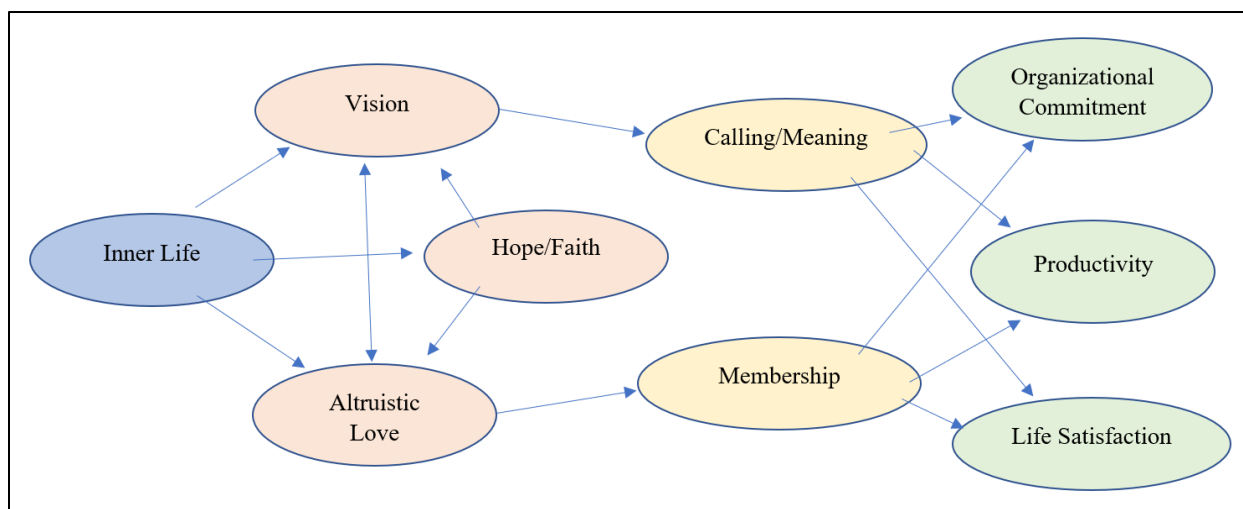 Inner Life
Vision
Hope/Faith
Altruistic
Love
Calling/Meaning
Membership
Organizational
Commitment
Productivity
Life Satisfaction